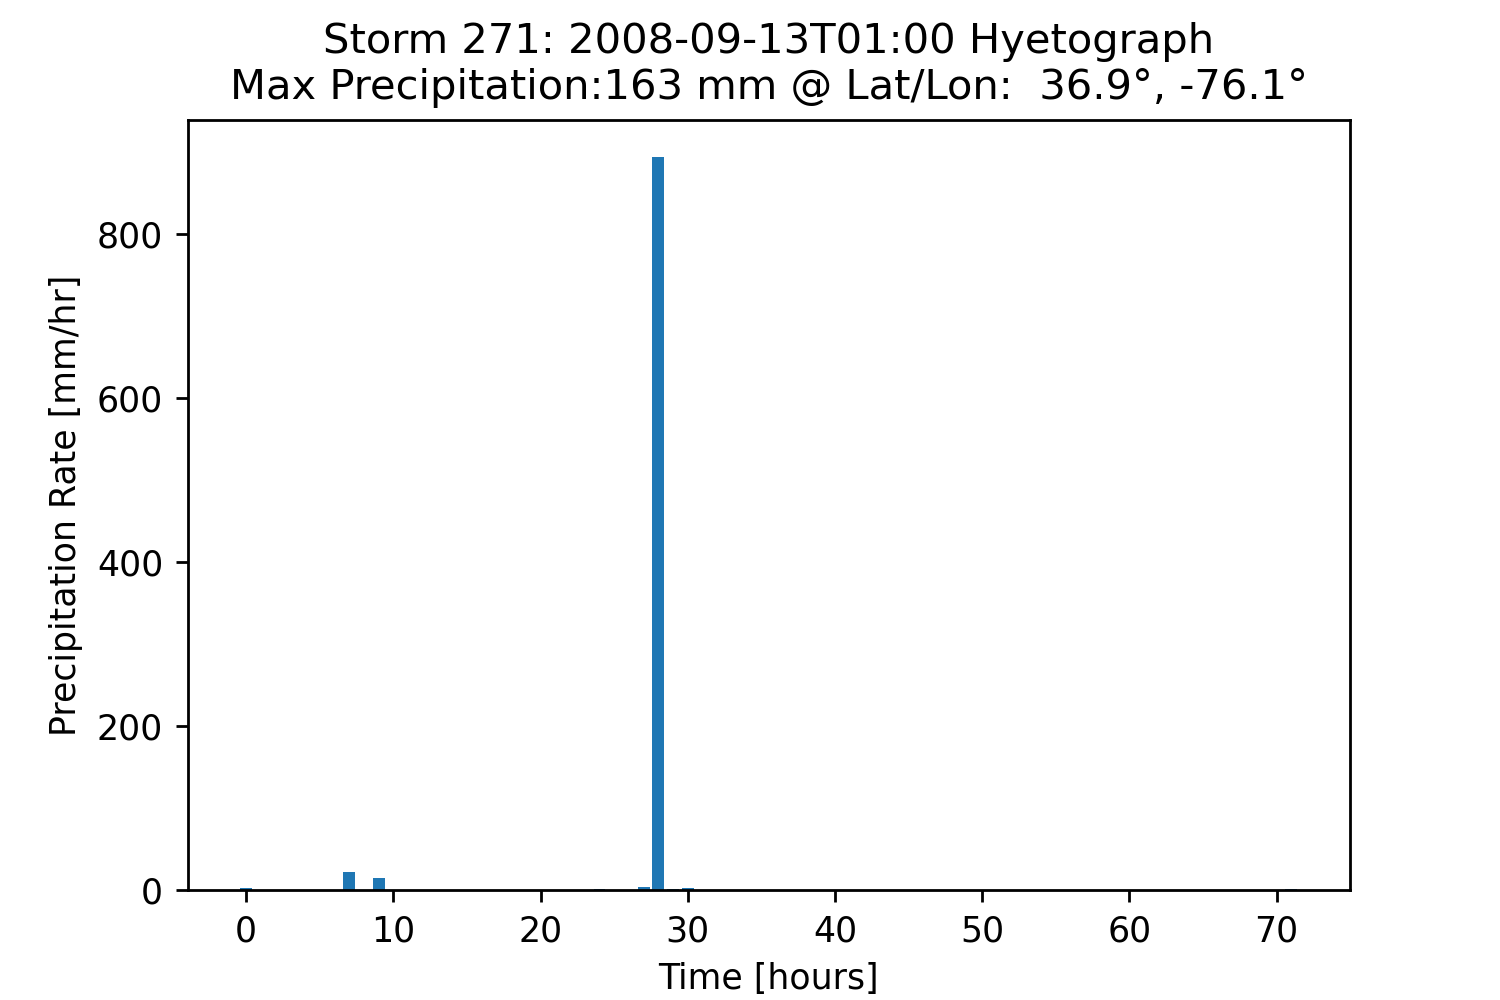 Storm 271: 2008-09-13T01:00 Hyetograph
Max Precipitation:163 mm @ Lat/Lon:  36.9°, -76.1°
Precipitation Rate [mm/hr]
800
600
400
200
0
0 10 20 30 40 50 60 70
Time [hours]